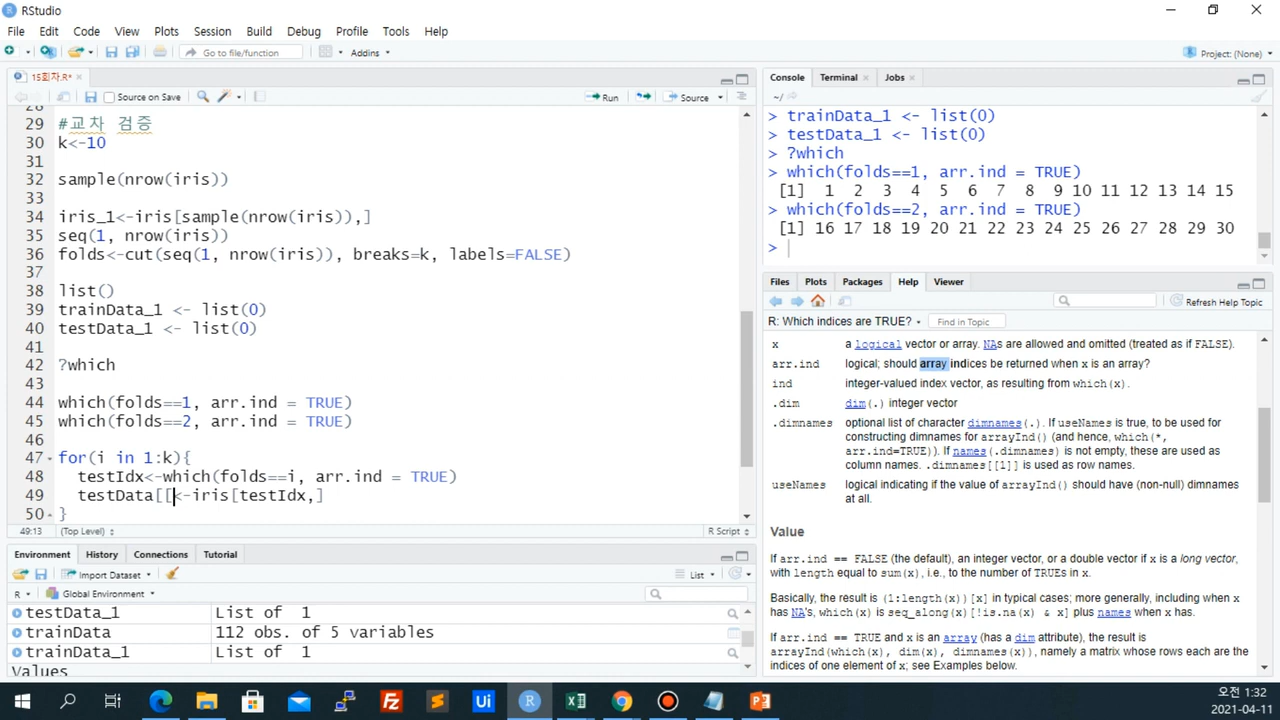 RStudio
File Edit Code View Plots Session Build Debug Profile Tools Help
Go to file/function Addins Project: (None)
15회차.R* ×
Source on Save Run Source
28
29 #교차 검증
30 k<-10
31
32 sample(nrow(iris))
33
34 iris_1<-iris[sample(nrow(iris)),]
35 seq(1, nrow(iris))
36 folds<-cut(seq(1, nrow(iris)), breaks=k, labels=FALSE)
37
38 list()
39 trainData_1 <- list(0)
40 testData_1 <- list(0)
41
42 ?which
43
44 which(folds==1, arr.ind = TRUE)
45 which(folds==2, arr.ind = TRUE)
46
47 for(i in 1:k){
48 testIdx<-which(folds==i, arr.ind = TRUE)
49 testData[[<-iris[testIdx,]
50 }
49:13 (Top Level) R Script
Environment History Connections Tutorial
Import Dataset List
R Global Environment
testData_1 List of 1
trainData 112 obs. of 5 variables
trainData_1 List of 1
Values
Console Terminal × Jobs ×
~/
> trainData_1 <- list(0)
> testData_1 <- list(0)
> ?which
> which(folds==1, arr.ind = TRUE)
[1] 1 2 3 4 5 6 7 8 9 10 11 12 13 14 15
> which(folds==2, arr.ind = TRUE)
[1] 16 17 18 19 20 21 22 23 24 25 26 27 28 29 30
>
Files Plots Packages Help Viewer
Refresh Help Topic
R: Which indices are TRUE? Find in Topic
x a logical vector or array. NAs are allowed and omitted (treated as if FALSE).
arr.ind logical; should array indices be returned when x is an array?
ind integer-valued index vector, as resulting from which(x).
.dim dim(.) integer vector
.dimnames optional list of character dimnames(.). If useNames is true, to be used for
constructing dimnames for arrayInd() (and hence, which(*,
arr.ind=TRUE)). If names(.dimnames) is not empty, these are used as
column names. .dimnames[[1]] is used as row names.
useNames logical indicating if the value of arrayInd() should have (non-null) dimnames
at all.
Value
If arr.ind == FALSE (the default), an integer vector, or a double vector if x is a long vector,
with length equal to sum(x), i.e., to the number of TRUEs in x.
Basically, the result is (1:length(x))[x] in typical cases; more generally, including when x
has NA's, which(x) is seq_along(x)[!is.na(x) & x] plus names when x has.
If arr.ind == TRUE and x is an array (has a dim attribute), the result is
arrayInd(which(x), dim(x), dimnames(x)), namely a matrix whose rows each are the
indices of one element of x; see Examples below.
Ui R
오전 1:32
2021-04-11